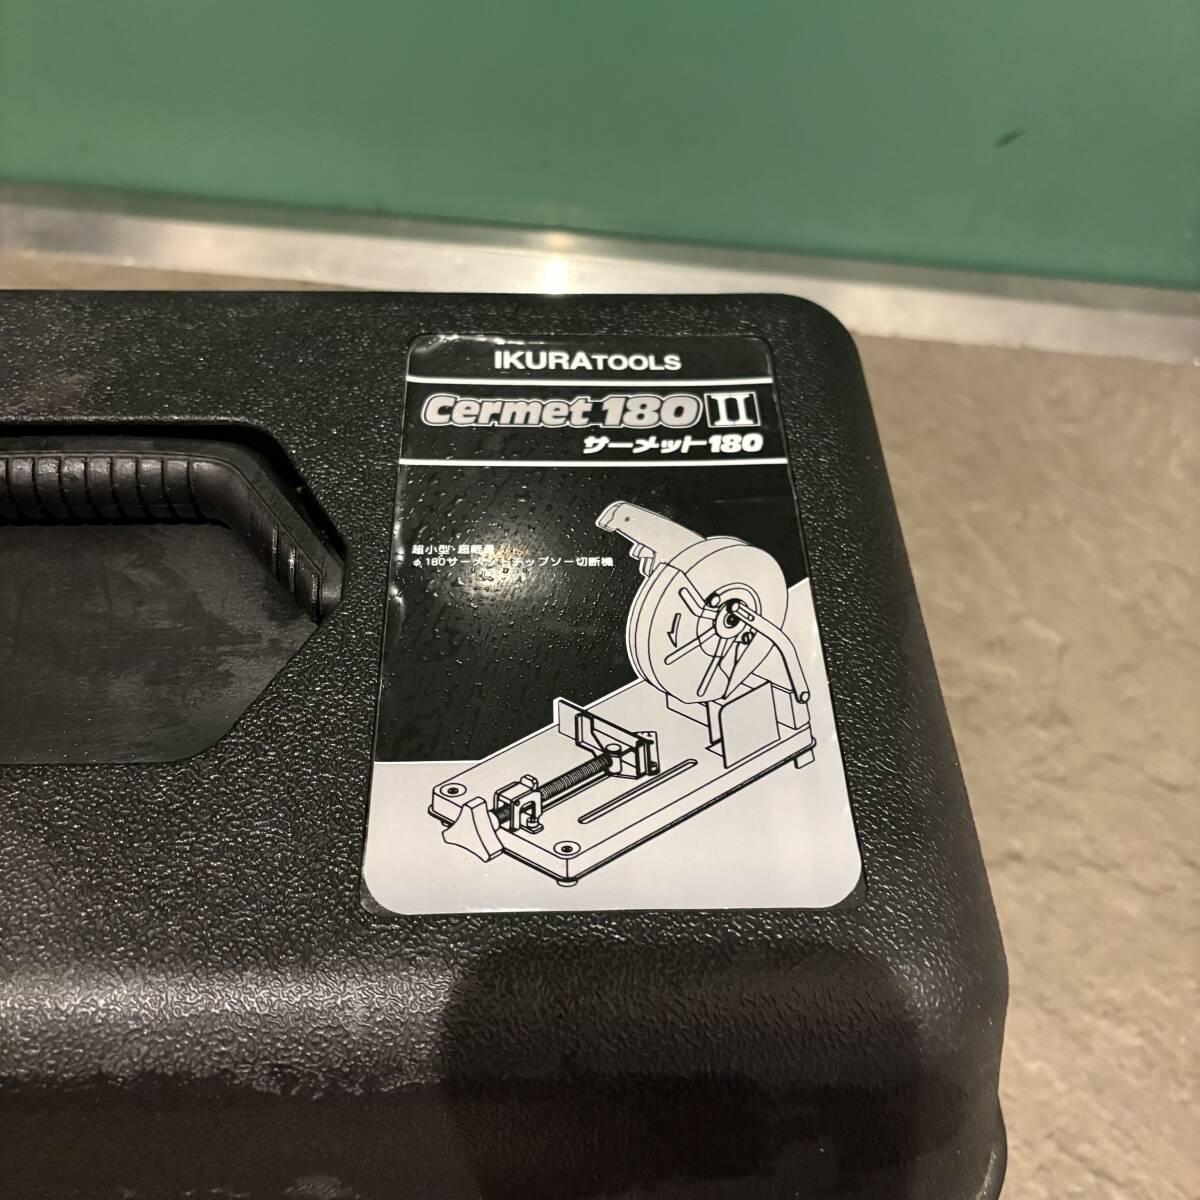 IKURATOOLS
Cermet 180 II
サーメット180
超小型・超軽量
φ180サーメットチップソー切断機